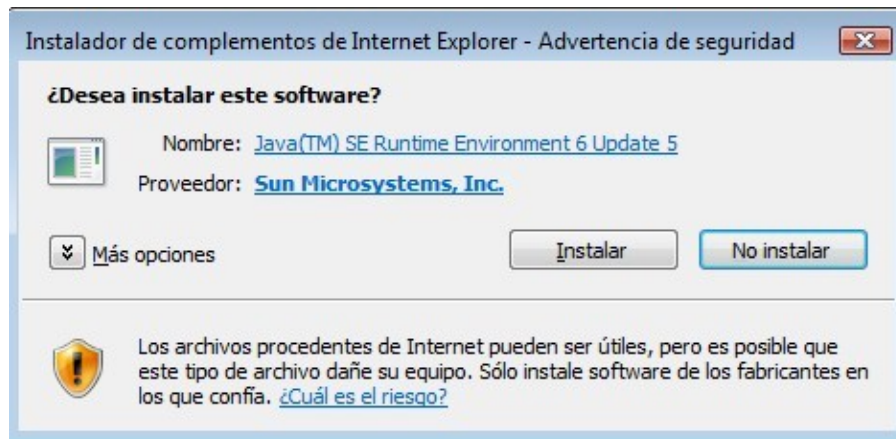 Instalador de complementos de Internet Explorer - Advertencia de seguridad
¿Desea instalar este software?
Nombre: Java(TM) SE Runtime Environment 6 Update 5
Proveedor: Sun Microsystems, Inc.
Más opciones
Instalar
No instalar
Los archivos procedentes de Internet pueden ser útiles, pero es posible que
este tipo de archivo dañe su equipo. Sólo instale software de los fabricantes en
los que confía. ¿Cuál es el riesgo?